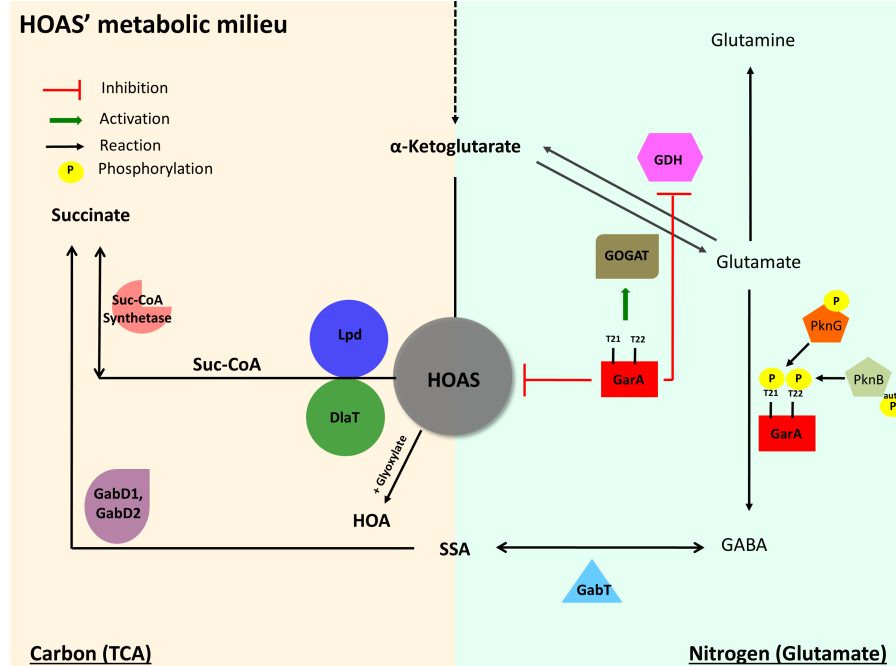 HOAS’ metabolic milieu
Inhibition
Activation
Reaction
P
Phosphorylation
Glutamine
α-Ketoglutarate
GDH
Succinate
GOGAT
Glutamate
Suc-CoA
Synthetase
Lpd
P
PknG
T21 T22
Suc-CoA
HOAS
GarA
P P
T21 T22
PknB
aut
P
DlaT
GarA
+ Glyoxylate
GabD1,
GabD2
HOA
SSA
GABA
GabT
Carbon (TCA)
Nitrogen (Glutamate)